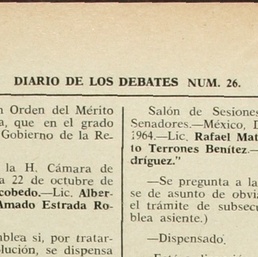 DIARIO DE LOS DEBATES NUM. 26.
Orden del Mérito
que en el grado
Gobierno de la Re-
la H. Cámara de
22 de octubre de
cobedo.—Lic. Alber-
Amado Estrada Ro-
blea si, por tratar-
lución, se dispensa
Salón de Sesiones
Senadores.—México, D
1964.—Lic. Rafael Mat
to Terrones Benítez.—
dríguez."
—Se pregunta a la
se de asunto de obvia
el trámite de subsecu
blea asiente.)
—Dispensado.